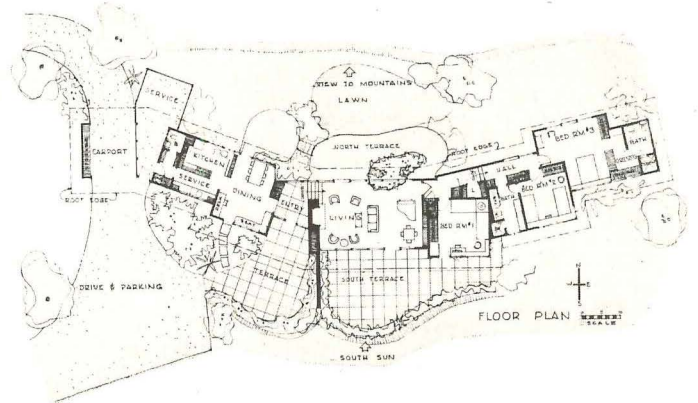 VIEW TO MOUNTAINS
LAWN
SERVICE
NORTH TERRACE
ROOF EDGE
BED RM #3
BATH
CARPORT
KITCHEN
SERVICE
DINING
ENTRY
LIVING
HALL
BED RM #2
BATH
BED RM #1
ROOF EDGE
TERRACE
SOUTH TERRACE
DRIVE & PARKING
N
W
E
S
FLOOR PLAN
SCALE
SOUTH SUN